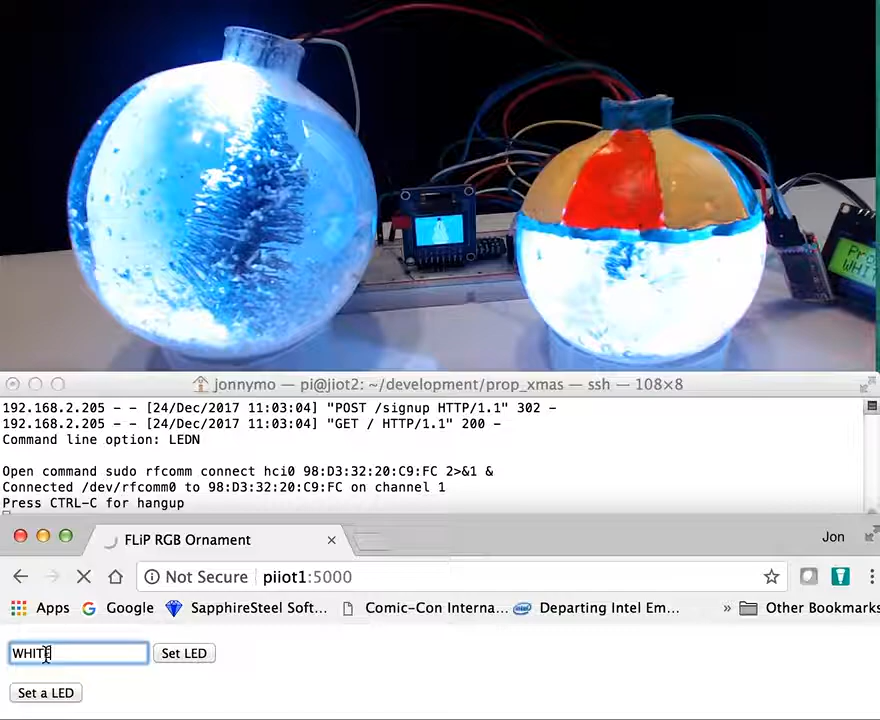 Pro
WHIT
jonnymo — pi@jiot2: ~/development/prop_xmas — ssh — 108×8
192.168.2.205 - - [24/Dec/2017 11:03:04] "POST /signup HTTP/1.1" 302 -
192.168.2.205 - - [24/Dec/2017 11:03:04] "GET / HTTP/1.1" 200 -
Command line option: LEDN
Open command sudo rfcomm connect hci0 98:D3:32:20:C9:FC 2>&1 &
Connected /dev/rfcomm0 to 98:D3:32:20:C9:FC on channel 1
Press CTRL-C for hangup
FLiP RGB Ornament
Jon
Not Secure piiot1:5000
Apps Google SapphireSteel Soft... Comic-Con Interna... Departing Intel Em... » Other Bookmarks
WHITE Set LED
Set a LED